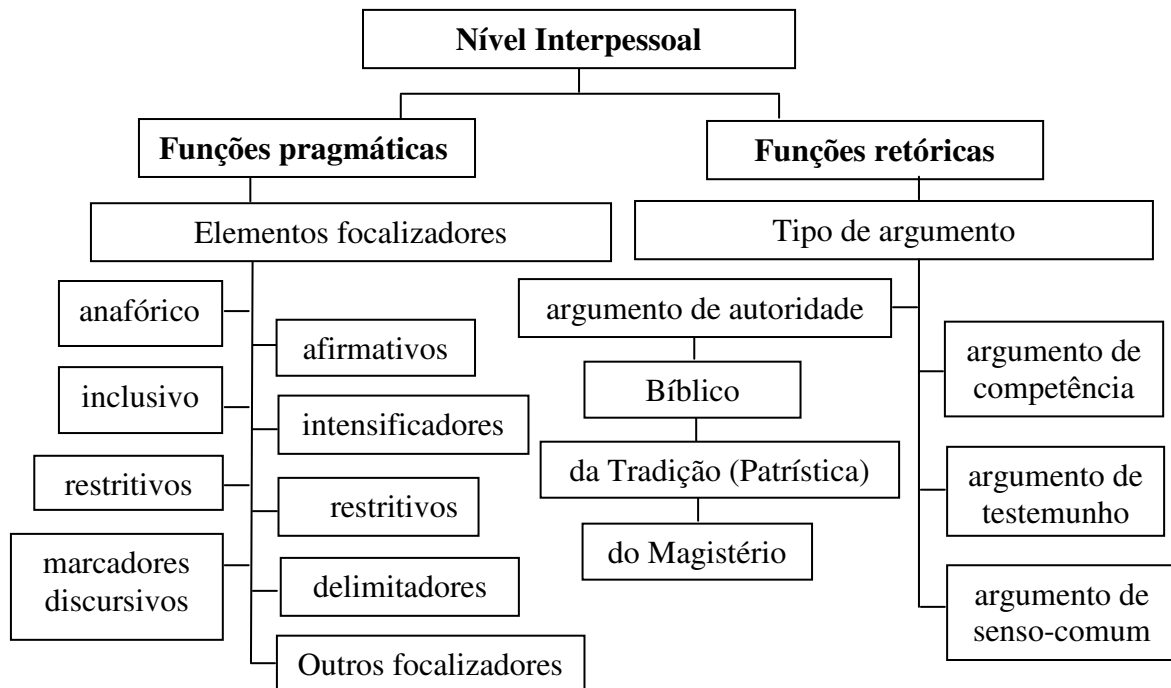 Nível Interpessoal
Funções pragmáticas
Funções retóricas
Elementos focalizadores
Tipo de argumento
anafórico
afirmativos
inclusivo
intensificadores
restritivos
restritivos
marcadores
discursivos
delimitadores
Outros focalizadores
argumento de autoridade
Bíblico
da Tradição (Patrística)
do Magistério
argumento de
competência
argumento de
testemunho
argumento de
senso-comum